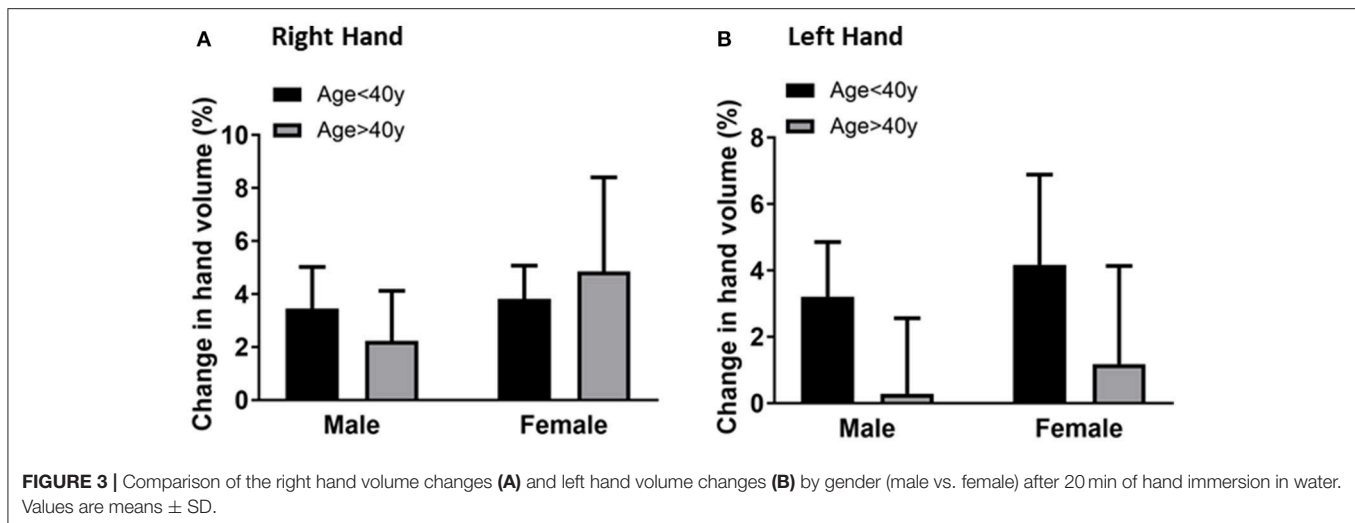 A Right Hand
Age<40y
Age>40y
Change in hand volume (%)
10
8
6
4
2
0
Male Female
B Left Hand
Age<40y
Age>40y
Change in hand volume (%)
8
6
4
2
0
Male Female
FIGURE 3 | Comparison of the right hand volume changes (A) and left hand volume changes (B) by gender (male vs. female) after 20 min of hand immersion in water.
Values are means ± SD.